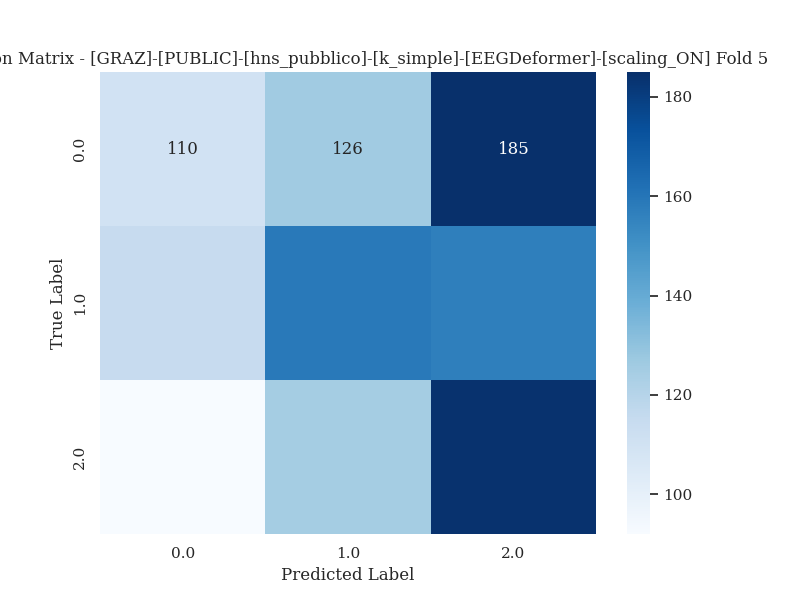 on Matrix - [GRAZ]-[PUBLIC]-[hns_pubblico]-[k_simple]-[EEGDeformer]-[scaling_ON] Fold 5
0.0 110 126 185
1.0
2.0
True Label
0.0 1.0 2.0
Predicted Label
180
160
140
120
100